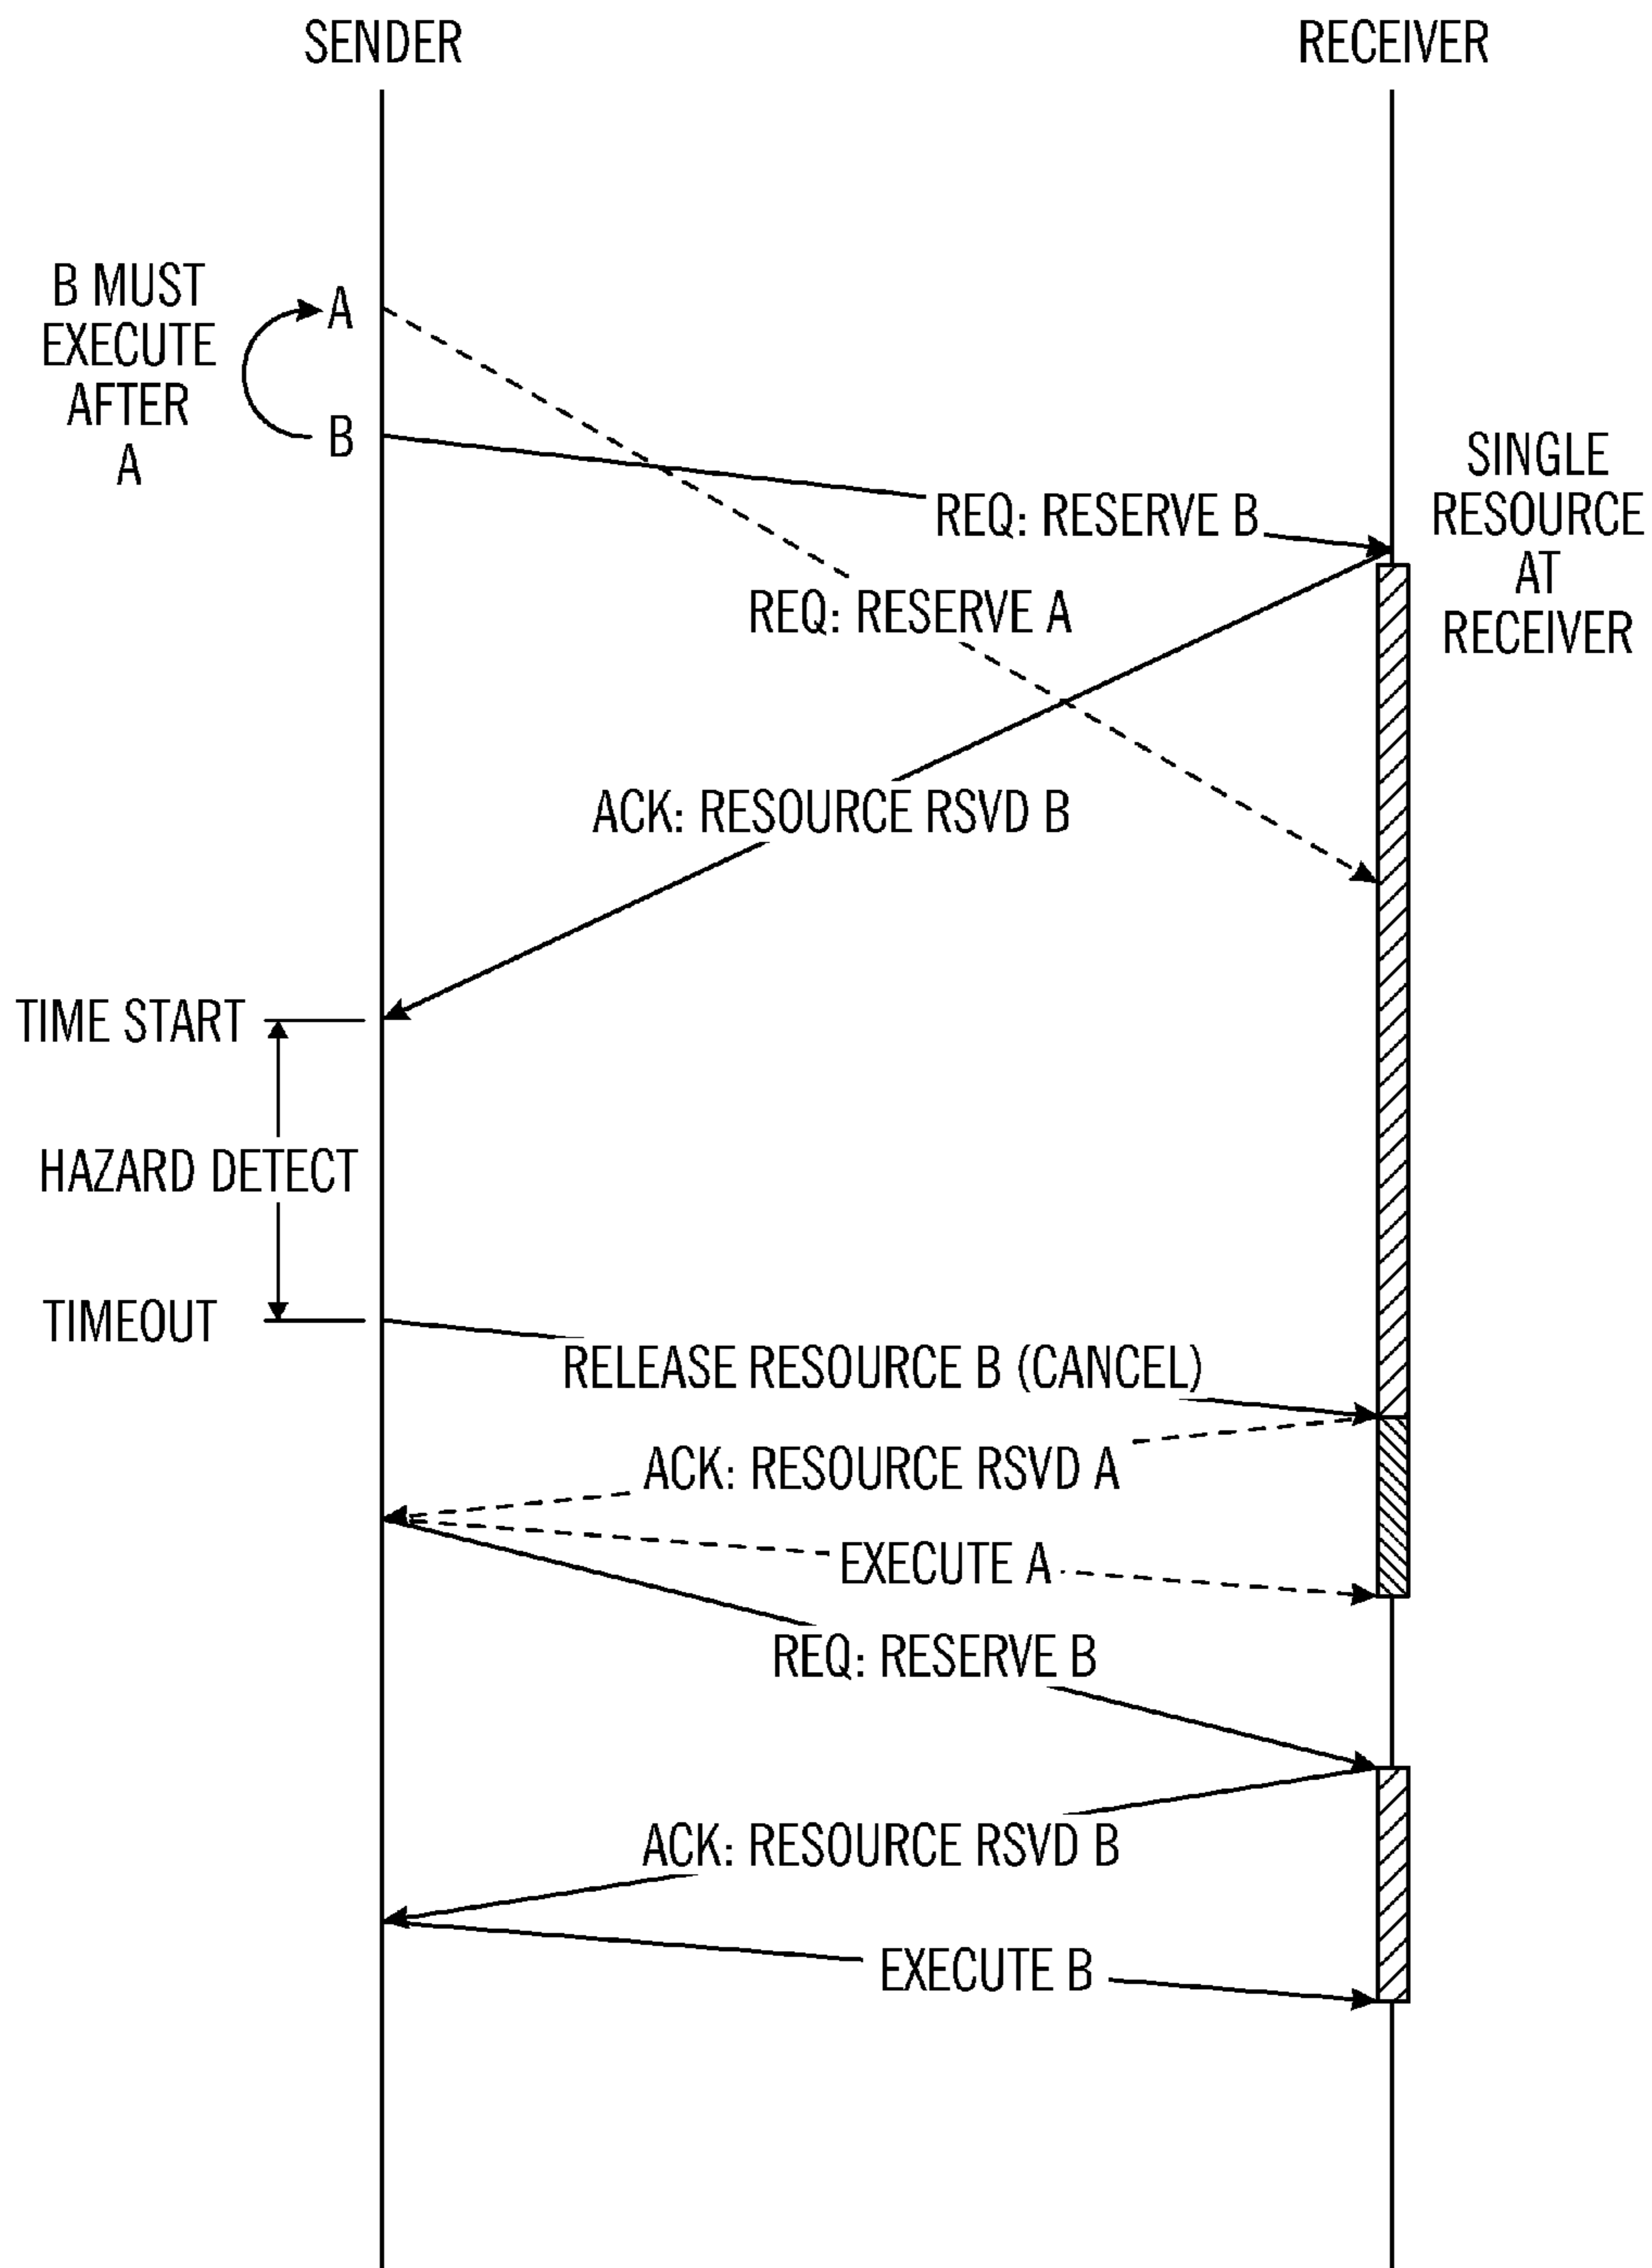 SENDER
RECEIVER
B MUST
EXECUTE
AFTER
A
A
B
REQ: RESERVE B
SINGLE
RESOURCE
AT
RECEIVER
REQ: RESERVE A
ACK: RESOURCE RSVD B
TIME START
HAZARD DETECT
TIMEOUT
RELEASE RESOURCE B (CANCEL)
ACK: RESOURCE RSVD A
EXECUTE A
REQ: RESERVE B
ACK: RESOURCE RSVD B
EXECUTE B